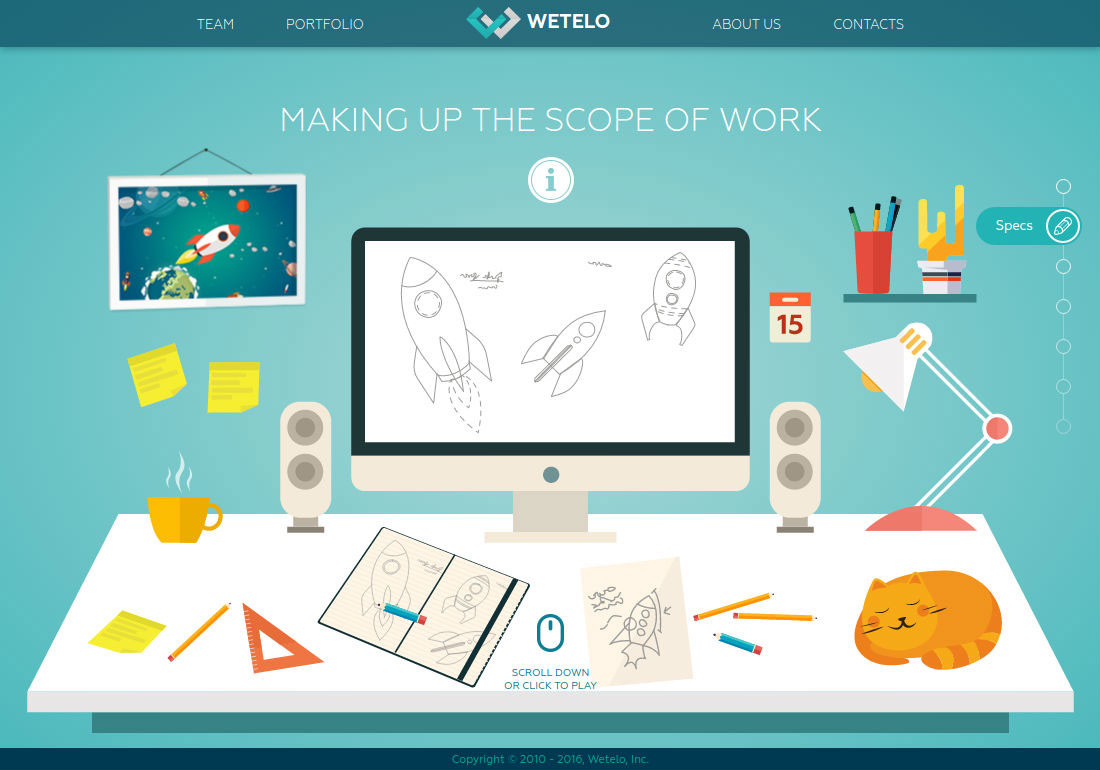 TEAM
PORTFOLIO
WETELO
ABOUT US
CONTACTS
MAKING UP THE SCOPE OF WORK
i
Specs
15
SCROLL DOWN
OR CLICK TO PLAY
Copyright © 2010 - 2016, Wetelo, Inc.